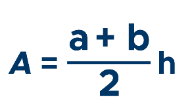 A = a + b / 2 h